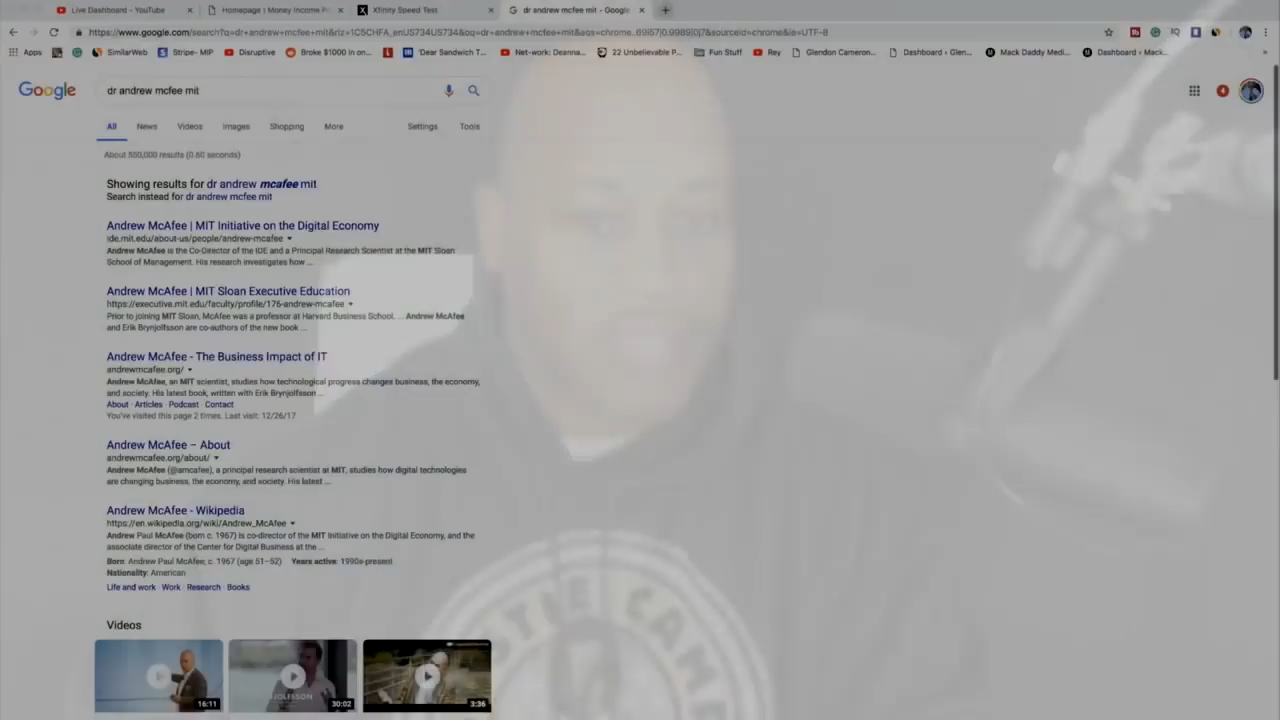 Live Dashboard - YouTube
Homepage | Money Income P
Xfinity Speed Test
dr andrew mcfee mit - Google
https://www.google.com/search?q=dr+andrew+mcfee+mit&rlz=1C5CHFA_enUS734US734&oq=dr+andrew+mcfee+mit&aqs=chrome..69i57j0.9989j0j7&sourceid=chrome&ie=UTF-8
Apps
SimilarWeb
Stripe- MIP
Disruptive
Broke $1000 In on...
'Dear Sandwich T...
Net-work: Deanna...
22 Unbelievable P...
Fun Stuff
Rey
Glendon Cameron...
Dashboard ‹ Glen...
Mack Daddy Medi...
Dashboard ‹ Mack...
Google
dr andrew mcfee mit
4
All News Videos Images Shopping More Settings Tools
About 550,000 results (0.60 seconds)
Showing results for dr andrew mcafee mit
Search instead for dr andrew mcfee mit
Andrew McAfee | MIT Initiative on the Digital Economy
ide.mit.edu/about-us/people/andrew-mcafee
Andrew McAfee is the Co-Director of the IDE and a Principal Research Scientist at the MIT Sloan
School of Management. His research investigates how ...
Andrew McAfee | MIT Sloan Executive Education
https://executive.mit.edu/faculty/profile/176-andrew-mcafee
Prior to joining MIT Sloan, McAfee was a professor at Harvard Business School. ... Andrew McAfee
and Erik Brynjolfsson are co-authors of the new book ...
Andrew McAfee - The Business Impact of IT
andrewmcafee.org/
Andrew McAfee, an MIT scientist, studies how technological progress changes business, the economy,
and society. His latest book, written with Erik Brynjolfsson ...
About · Articles · Podcast · Contact
You've visited this page 2 times. Last visit: 12/26/17
Andrew McAfee – About
andrewmcafee.org/about/
Andrew McAfee (@amcafee), a principal research scientist at MIT, studies how digital technologies
are changing business, the economy, and society. His latest ...
Andrew McAfee - Wikipedia
https://en.wikipedia.org/wiki/Andrew_McAfee
Andrew Paul McAfee (born c. 1967) is co-director of the MIT Initiative on the Digital Economy, and the
associate director of the Center for Digital Business at the ...
Born: Andrew Paul McAfee; c. 1967 (age 51–52) Years active: 1990s-present
Nationality: American
Life and work · Work · Research · Books
Videos
16:11
30:02
3:36